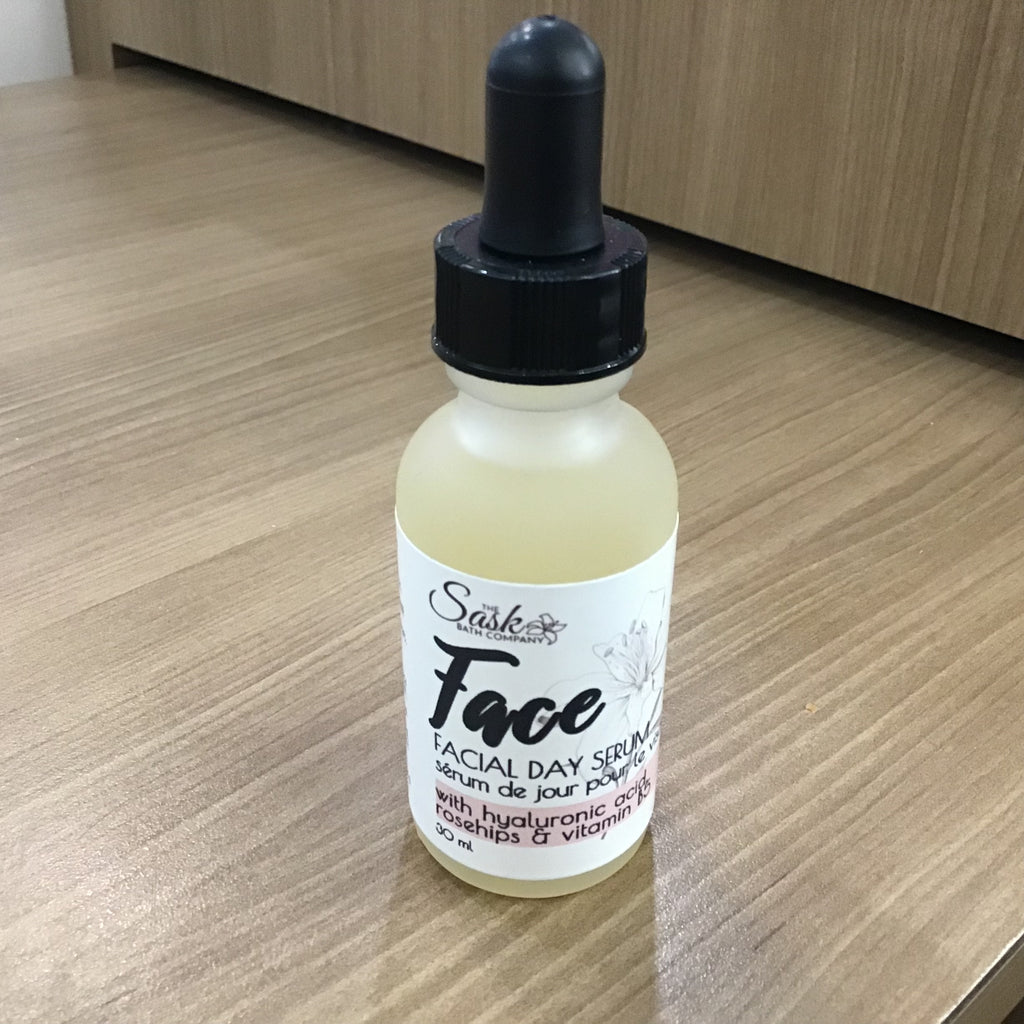 THE
Sask
BATH COMPANY
Face
FACIAL DAY SERUM
sérum de jour pour le
with hyaluronic acid,
rosehips & vitamin B5
30 ml